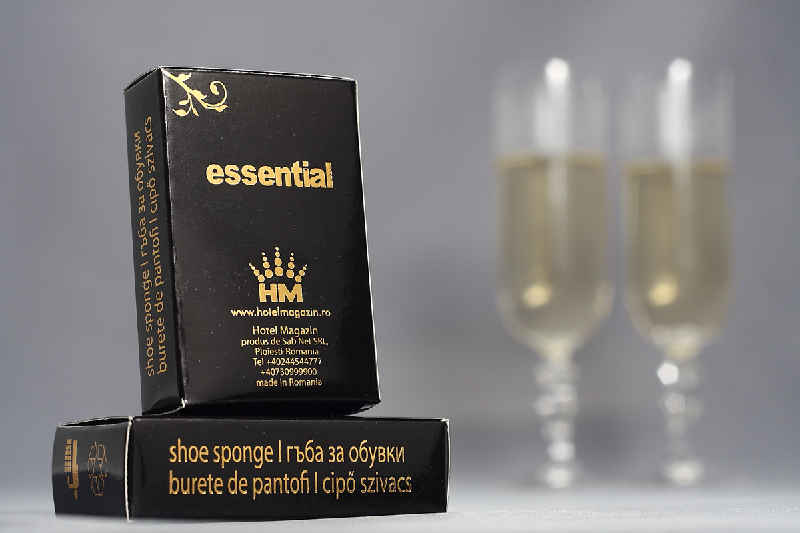 essential
HM
www.hotelmagazin.ro
Hotel Magazin
produs de Sab Net SRL,
Ploiesti Romania
Tel +40244544777
+40730999900
made in Romania
shoe sponge | гъба за обувки
burete de pantofi | cipő szivacs
shoe sponge | гъба за обувки
burete de pantofi | cipő szivacs